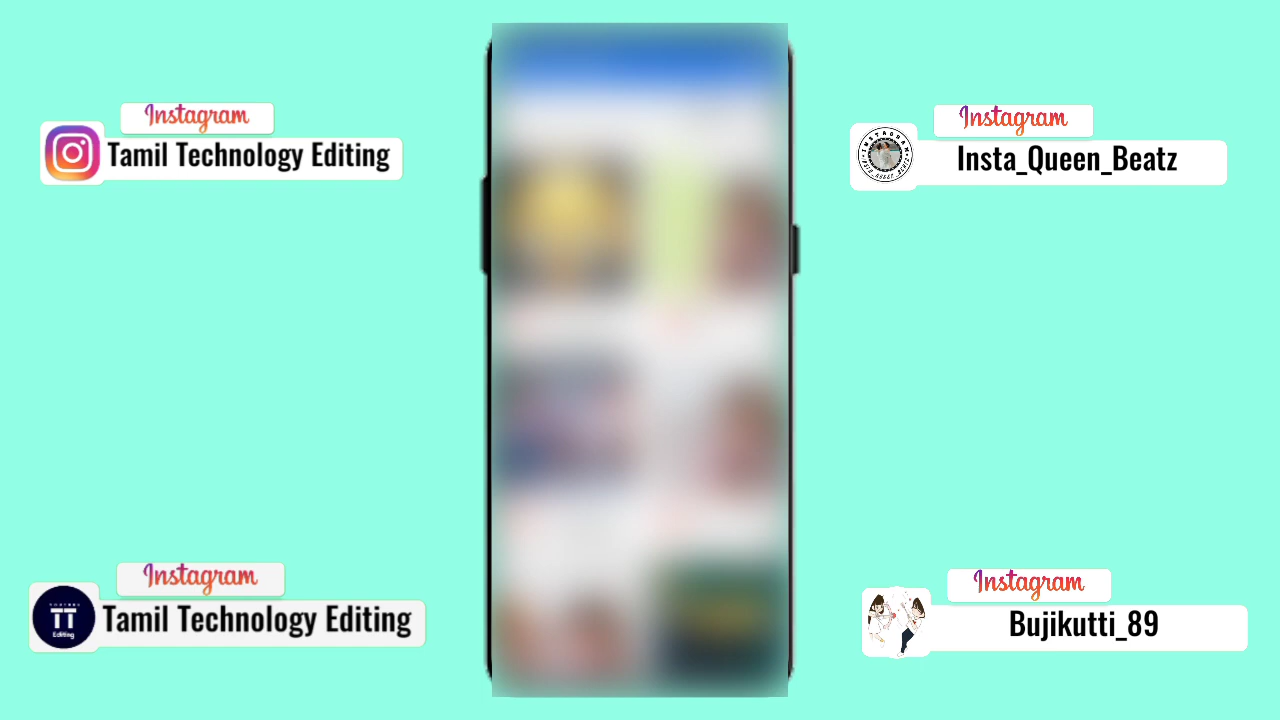 Instagram
Tamil Technology Editing
Instagram
Insta_Queen_Beatz
Instagram
TT
Editing
Tamil Technology Editing
Instagram
Bujikutti_89